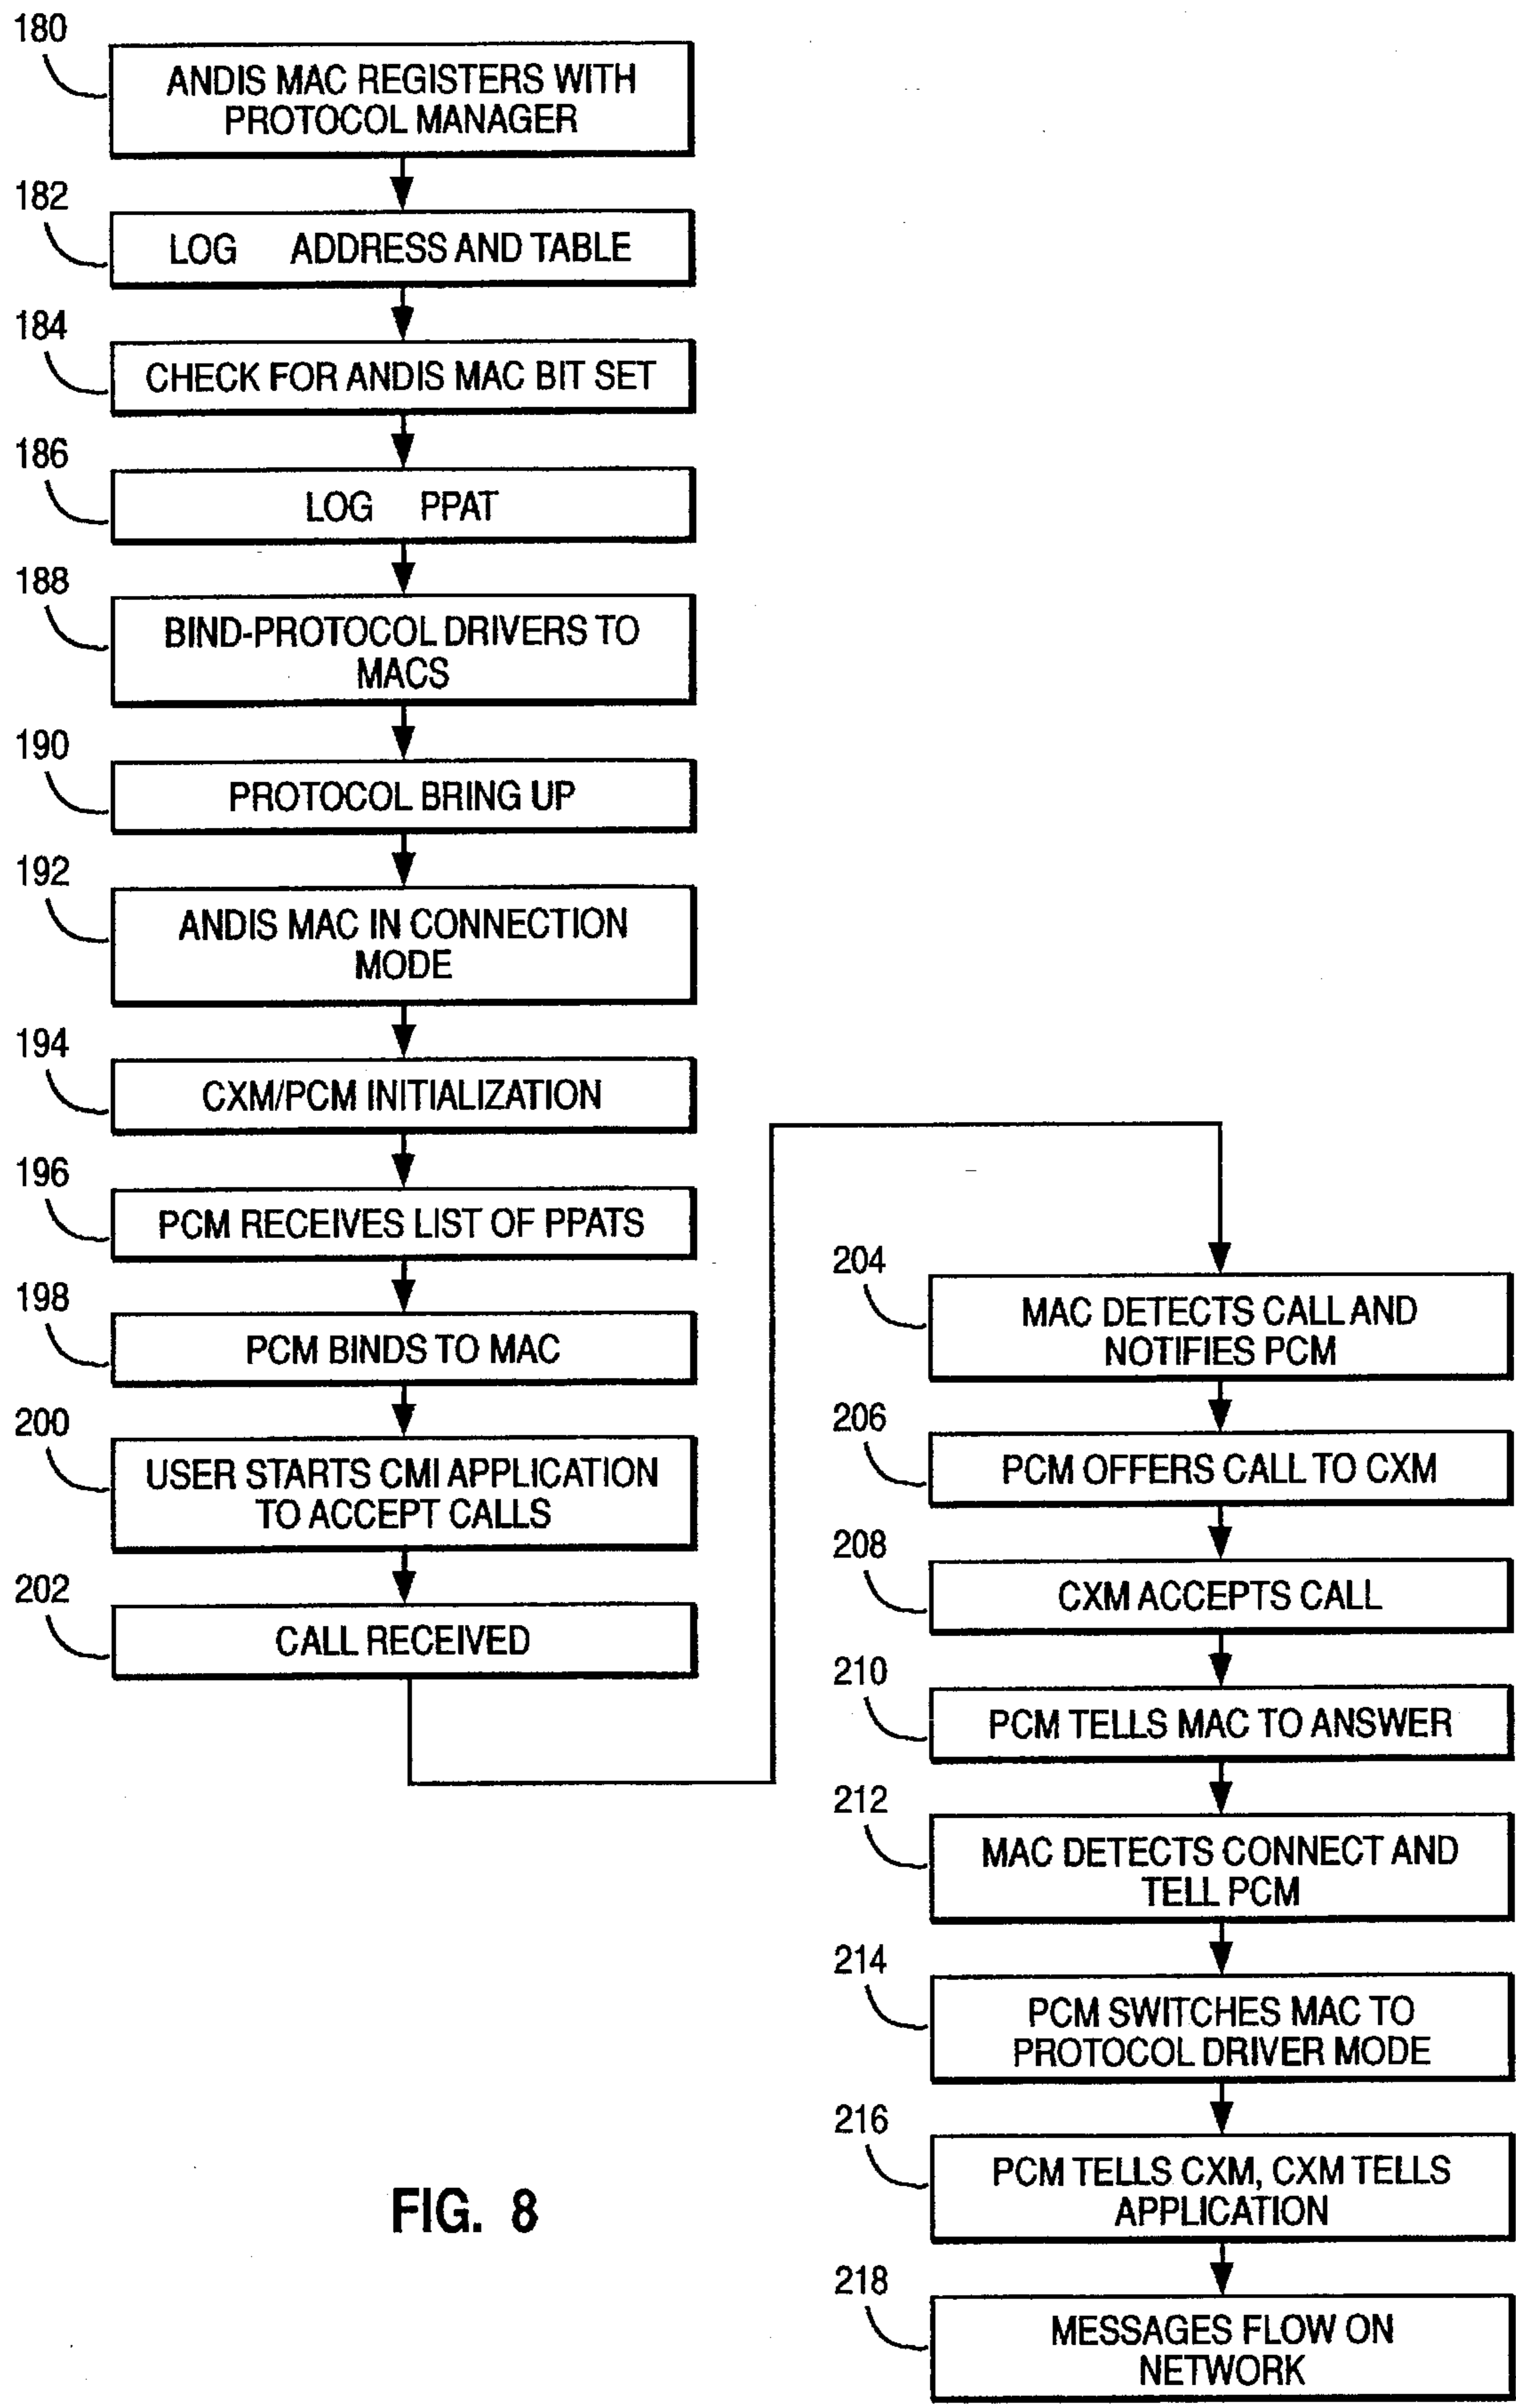 180
ANDIS MAC REGISTERS WITH
PROTOCOL MANAGER
182
LOG ADDRESS AND TABLE
184
CHECK FOR ANDIS MAC BIT SET
186
LOG PPAT
188
BIND-PROTOCOL DRIVERS TO
MACS
190
PROTOCOL BRING UP
192
ANDIS MAC IN CONNECTION
MODE
194
CXM/PCM INITIALIZATION
196
PCM RECEIVES LIST OF PPATS
198
PCM BINDS TO MAC
200
USER STARTS CMI APPLICATION
TO ACCEPT CALLS
202
CALL RECEIVED
204
MAC DETECTS CALL AND
NOTIFIES PCM
206
PCM OFFERS CALL TO CXM
208
CXM ACCEPTS CALL
210
PCM TELLS MAC TO ANSWER
212
MAC DETECTS CONNECT AND
TELL PCM
214
PCM SWITCHES MAC TO
PROTOCOL DRIVER MODE
216
PCM TELLS CXM, CXM TELLS
APPLICATION
218
MESSAGES FLOW ON
NETWORK
FIG. 8